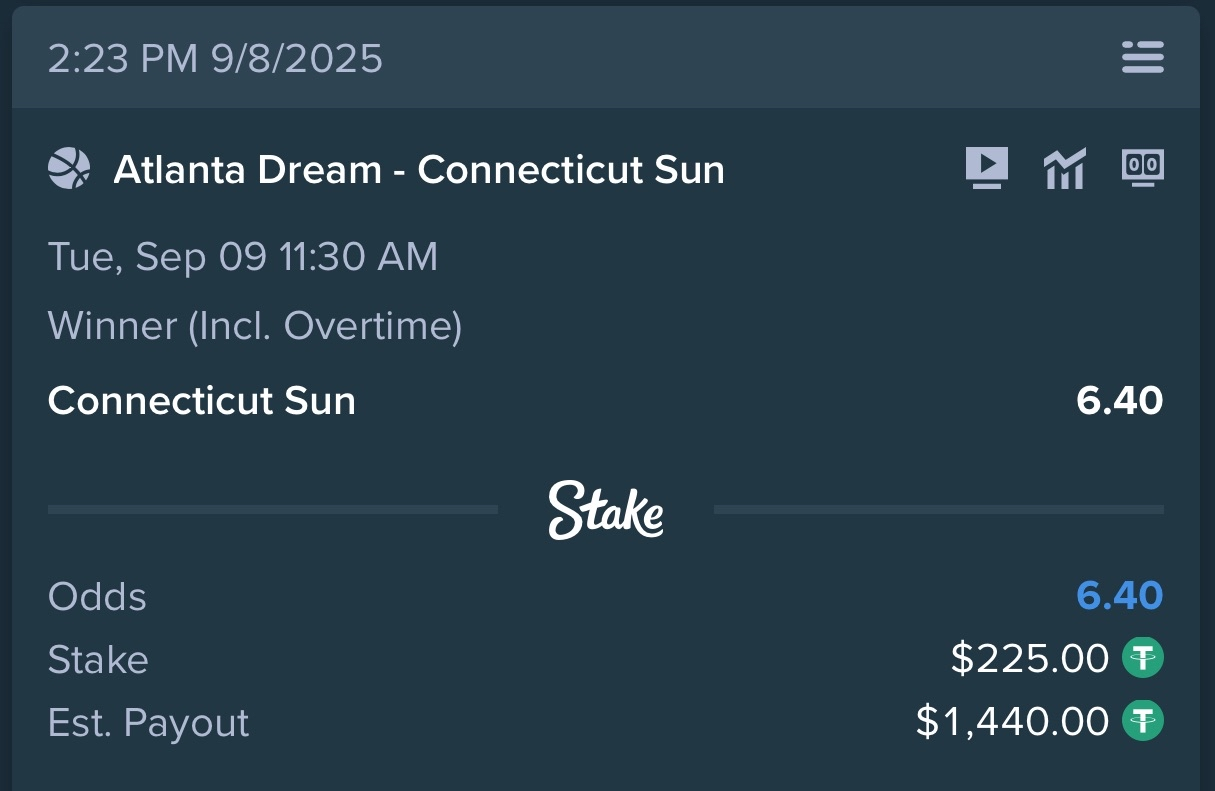 2:23 PM 9/8/2025
Atlanta Dream - Connecticut Sun
00
Tue, Sep 09 11:30 AM
Winner (Incl. Overtime)
Connecticut Sun 6.40
Stake
Odds 6.40
Stake $225.00
Est. Payout $1,440.00